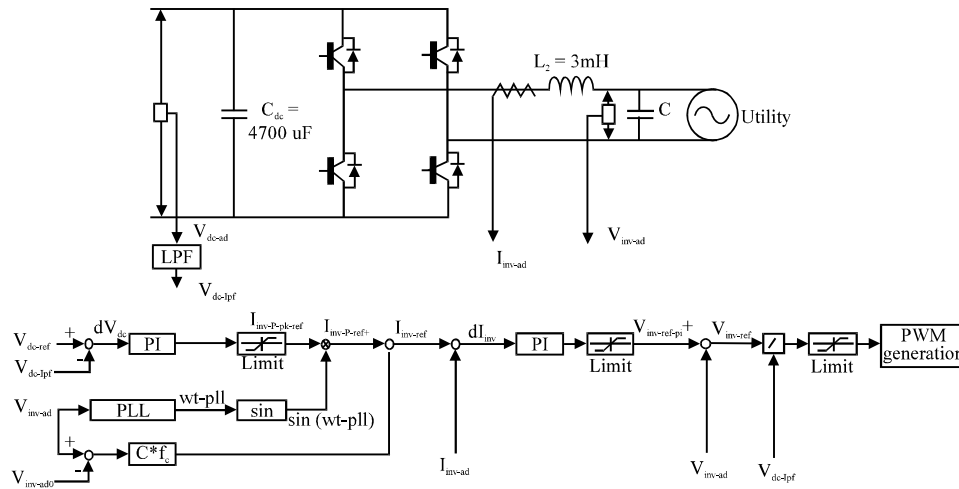 L₂ = 3mH
C_dc =
4700 uF
C
Utility
V_dc-ad
LPF
V_dc-lpf
I_inv-ad
V_inv-ad
V_dc-ref
+
dV_dc
PI
I_inv-P-pk-ref
Limit
I_inv-P-ref+
I_inv-ref
dI_inv
PI
Limit
V_inv-ref-pi
+
V_inv-ref
/
Limit
PWM
generation
-
V_dc-lpf
V_inv-ad
PLL
wt-pll
sin
sin (wt-pll)
+
-
C*f_c
V_inv-ad0
I_inv-ad
V_inv-ad
V_dc-lpf